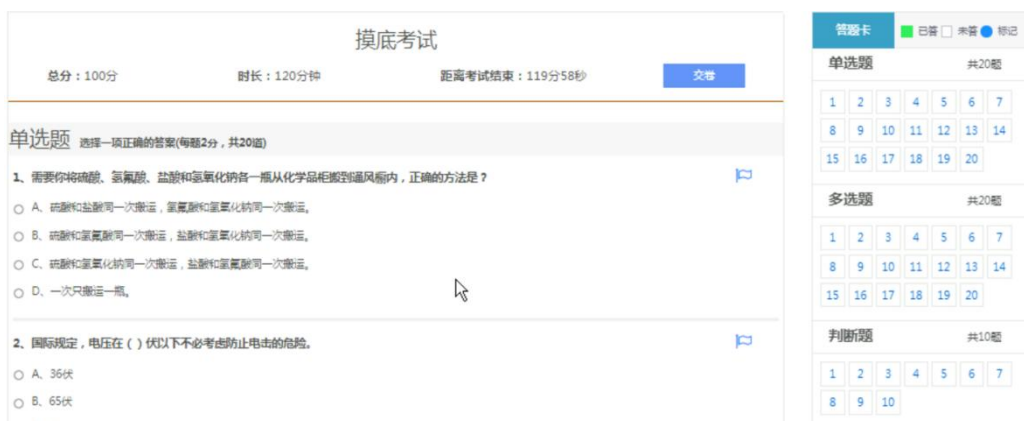 摸底考试
总分：100分 时长：120分钟 距离考试结束：119分58秒 交卷
单选题 选择一项正确的答案(每题2分，共20道)
1、需要你将硫酸、氢氟酸、盐酸和氢氧化钠各一瓶从化学品柜搬到通风橱内，正确的方法是？
A、硫酸和盐酸同一次搬运，氢氟酸和氢氧化钠同一次搬运。
B、硫酸和氢氟酸同一次搬运，盐酸和氢氧化钠同一次搬运。
C、硫酸和氢氧化钠同一次搬运，盐酸和氢氟酸同一次搬运。
D、一次只搬运一瓶。
2、国际规定，电压在 ( ) 伏以下不必考虑防止电击的危险。
A、36伏
B、65伏
答题卡 已答 未答 标记
单选题 共20题
1 2 3 4 5 6 7
8 9 10 11 12 13 14
15 16 17 18 19 20
多选题 共20题
1 2 3 4 5 6 7
8 9 10 11 12 13 14
15 16 17 18 19 20
判断题 共10题
1 2 3 4 5 6 7
8 9 10